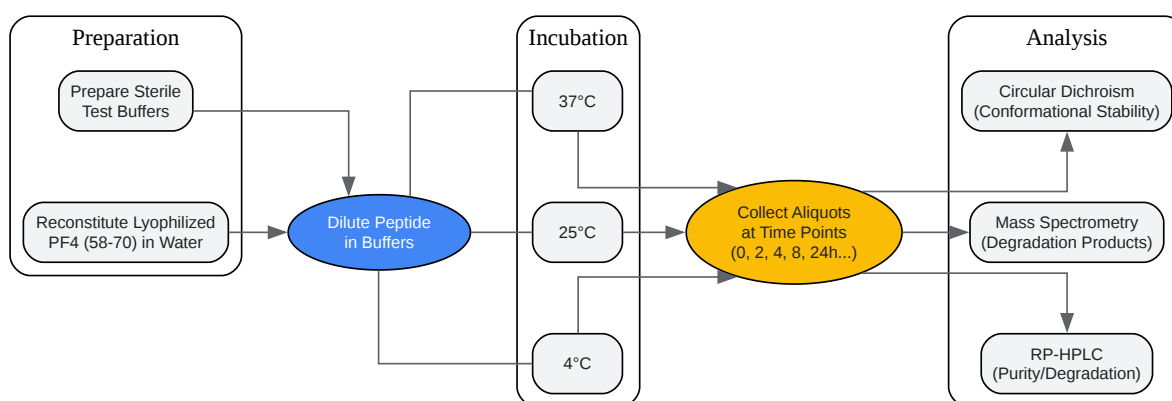 Preparation
Prepare Sterile
Test Buffers
Reconstitute Lyophilized
PF4 (58-70) in Water
Dilute Peptide
in Buffers
Incubation
37°C
25°C
4°C
Collect Aliquots
at Time Points
(0, 2, 4, 8, 24h...)
Analysis
Circular Dichroism
(Conformational Stability)
Mass Spectrometry
(Degradation Products)
RP-HPLC
(Purity/Degradation)